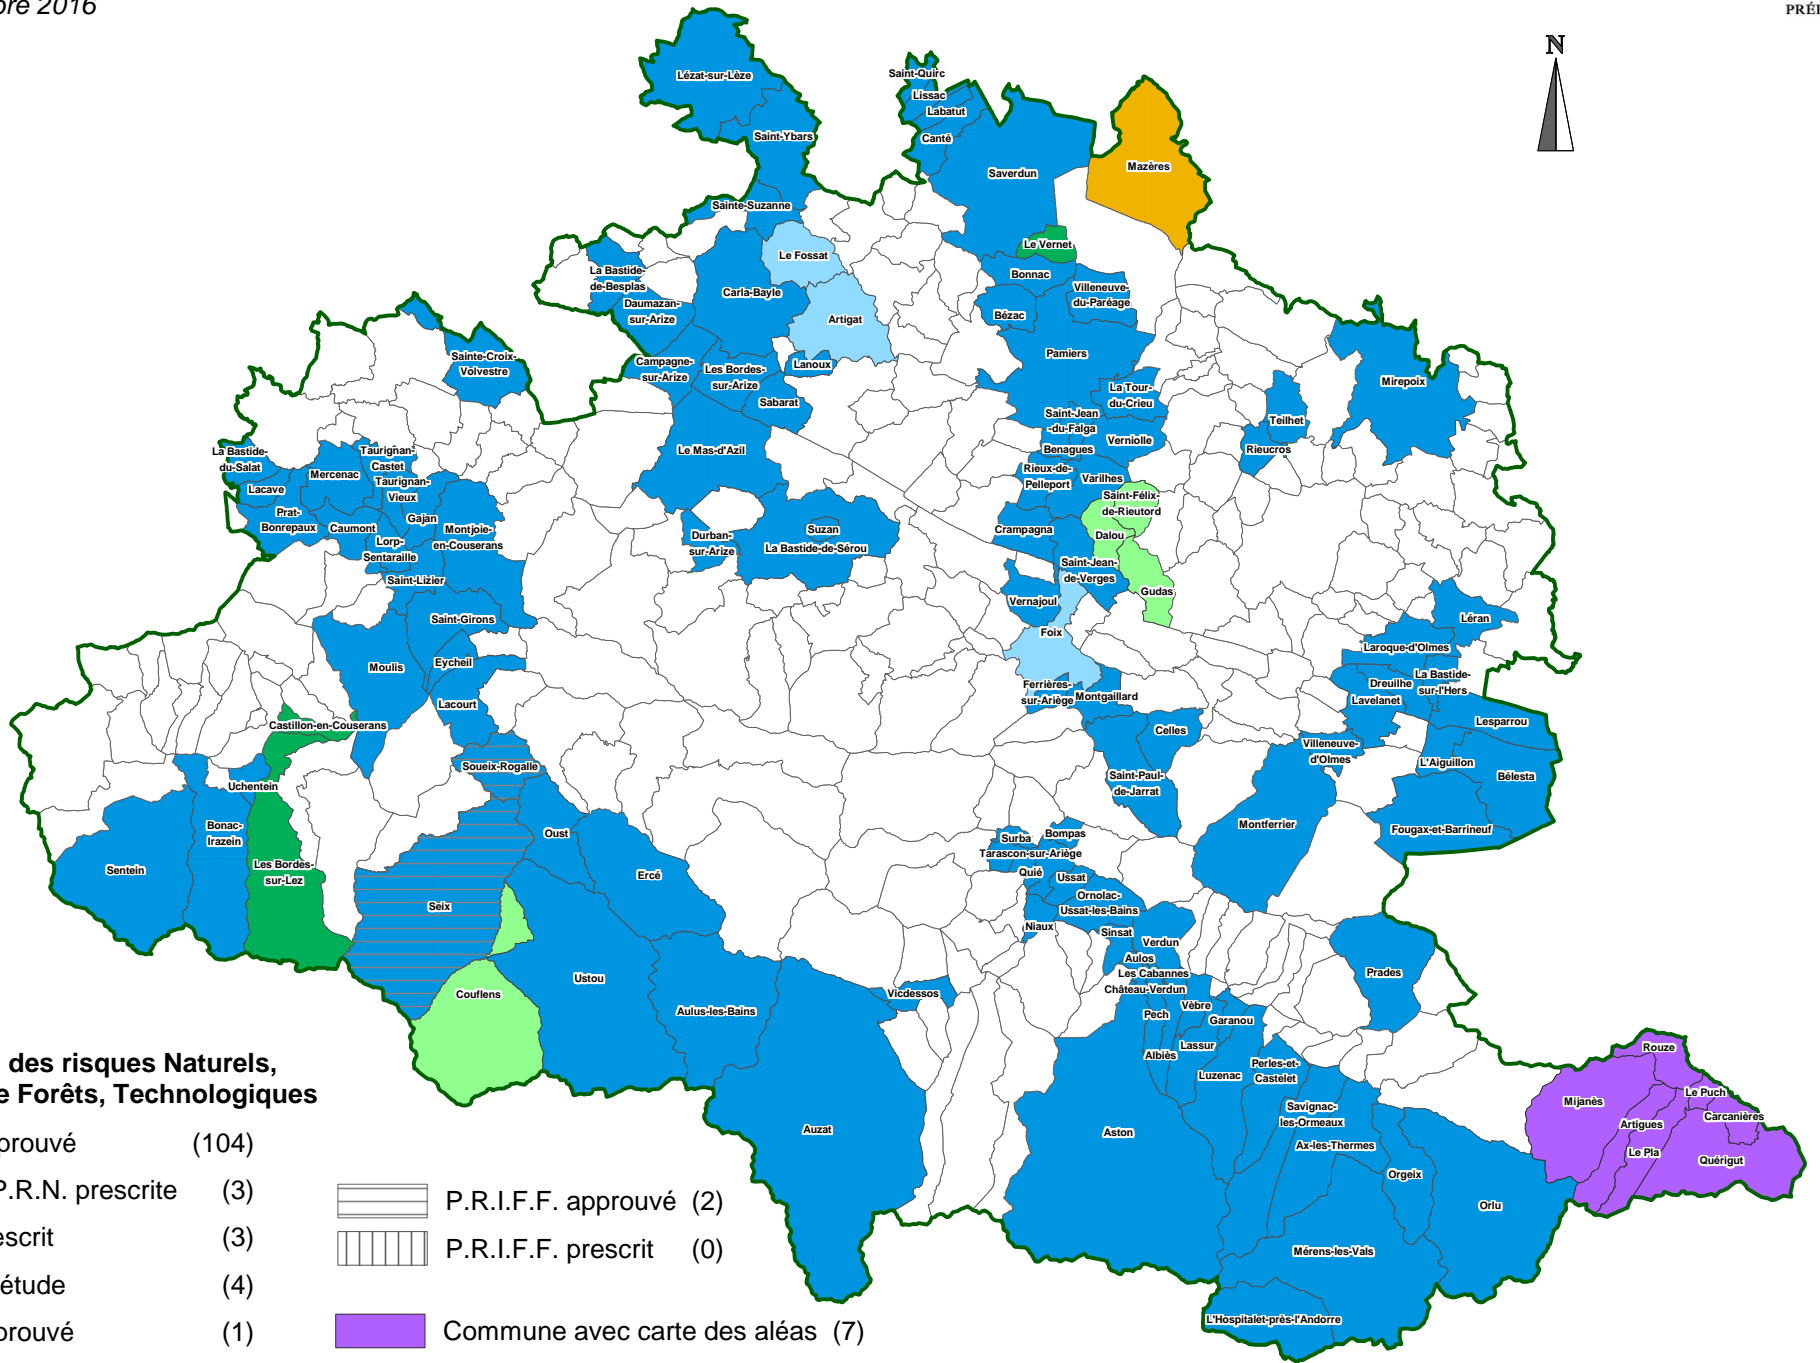 bre 2016
PRÉF
N
Lézat-sur-Lèze
Saint-Ybars
Saint-Quirc
Lissac
Labatut
Canté
Saverdun
Mazères
Sainte-Suzanne
Le Fossat
Le Vernet
La Bastide-
de-Besplas
Daumazan-
sur-Arize
Carla-Bayle
Artigat
Bonnac
Villeneuve-
du-Paréage
Bézac
Sainte-Croix-
Volvestre
Campagne-
sur-Arize
Les Bordes-
sur-Arize
Lanoux
Sabarat
Pamiers
La Tour-
du-Crieu
Mirepoix
Teilhet
Rieucros
Saint-Jean
-du-Falga
Verniolle
Benagues
Le Mas-d'Azil
La Bastide-
du-Salat
Taurignan-
Castet
Mercenac
Taurignan-
Vieux
Lacave
Prat-
Bonrepaux
Caumont
Gajan
Montjoie-
en-Couserans
Lorp-
Sentaraille
Saint-Lizier
Rieux-de-
Pelleport
Varilhes
Saint-Félix-
de-Rieutord
Crampagna
Dalou
Durban-
sur-Arize
Suzan
La Bastide-de-Sérou
Saint-Jean-
de-Verges
Gudas
Vernajoul
Foix
Saint-Girons
Moulis
Eycheil
Lacourt
Léran
Laroque-d'Olmes
La Bastide-
sur-l'Hers
Dreuilhe
Lavelanet
Lesparrou
Ferrières-
sur-Ariège
Montgaillard
Celles
Villeneuve-
d'Olmes
L'Aiguillon
Bélesta
Castillon-en-Couserans
Soueix-Rogalle
Uchentein
Saint-Paul-
de-Jarrat
Montferrier
Fougax-et-Barrineuf
Bonac-
Irazein
Sentein
Les Bordes-
sur-Lez
Oust
Ercé
Seix
Surba
Bompas
Tarascon-sur-Ariège
Quié
Ussat
Ornolac-
Ussat-les-Bains
Niaux
Sinsat
Verdun
Aulos
Les Cabannes
Château-Verdun
Prades
Ustou
Couflens
Aulus-les-Bains
Vicdessos
Pech
Vèbre
Garanou
Albiès
Lassur
Luzenac
Perles-et-
Castelet
Rouze
Mijanès
Le Puch
Carcanières
Artigues
Le Pla
Quérigut
Auzat
Aston
Savignac-
les-Ormeaux
Ax-les-Thermes
Orgeix
Orlu
Mérens-les-Vals
L'Hospitalet-près-l'Andorre
des risques Naturels,
e Forêts, Technologiques
prouvé (104)
P.R.N. prescrite (3)
escrit (3)
étude (4)
prouvé (1)
P.R.I.F.F. approuvé (2)
P.R.I.F.F. prescrit (0)
Commune avec carte des aléas (7)